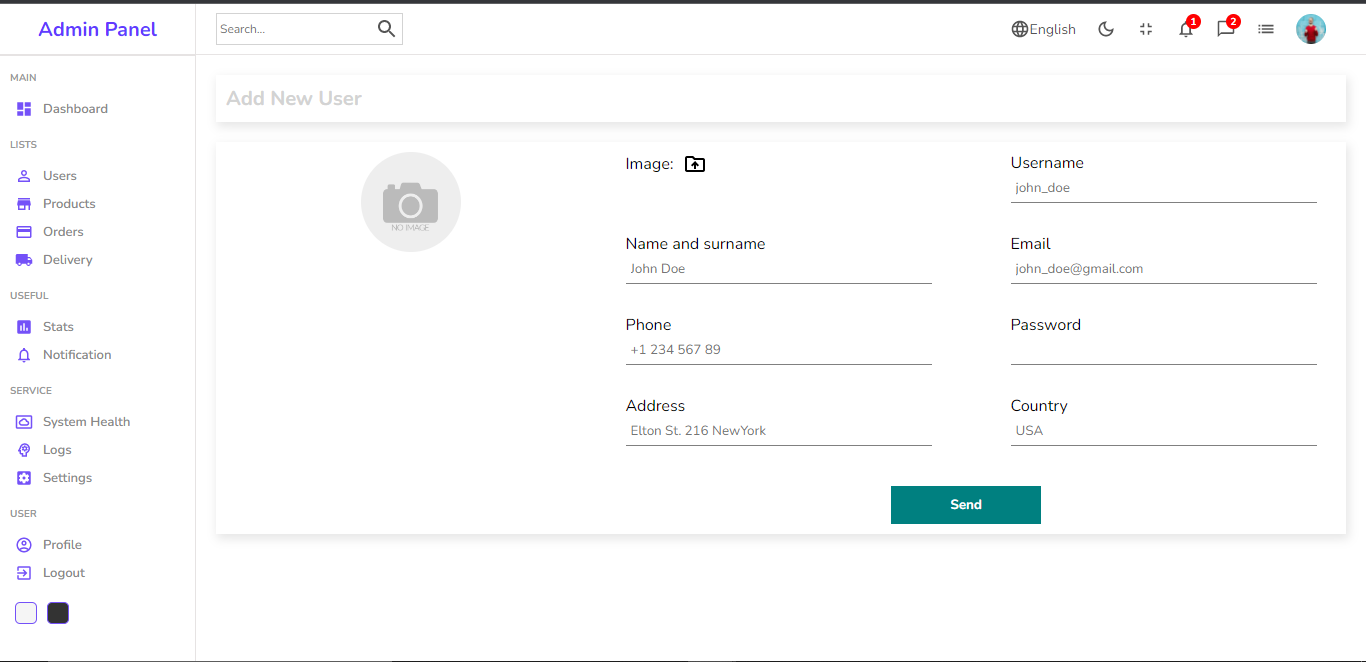 Admin Panel
Search...
English
1
2
MAIN
Dashboard
LISTS
Users
Products
Orders
Delivery
USEFUL
Stats
Notification
SERVICE
System Health
Logs
Settings
USER
Profile
Logout
Add New User
NO IMAGE
Image:
Username
john_doe
Name and surname
John Doe
Email
john_doe@gmail.com
Phone
+1 234 567 89
Password
Address
Elton St. 216 NewYork
Country
USA
Send